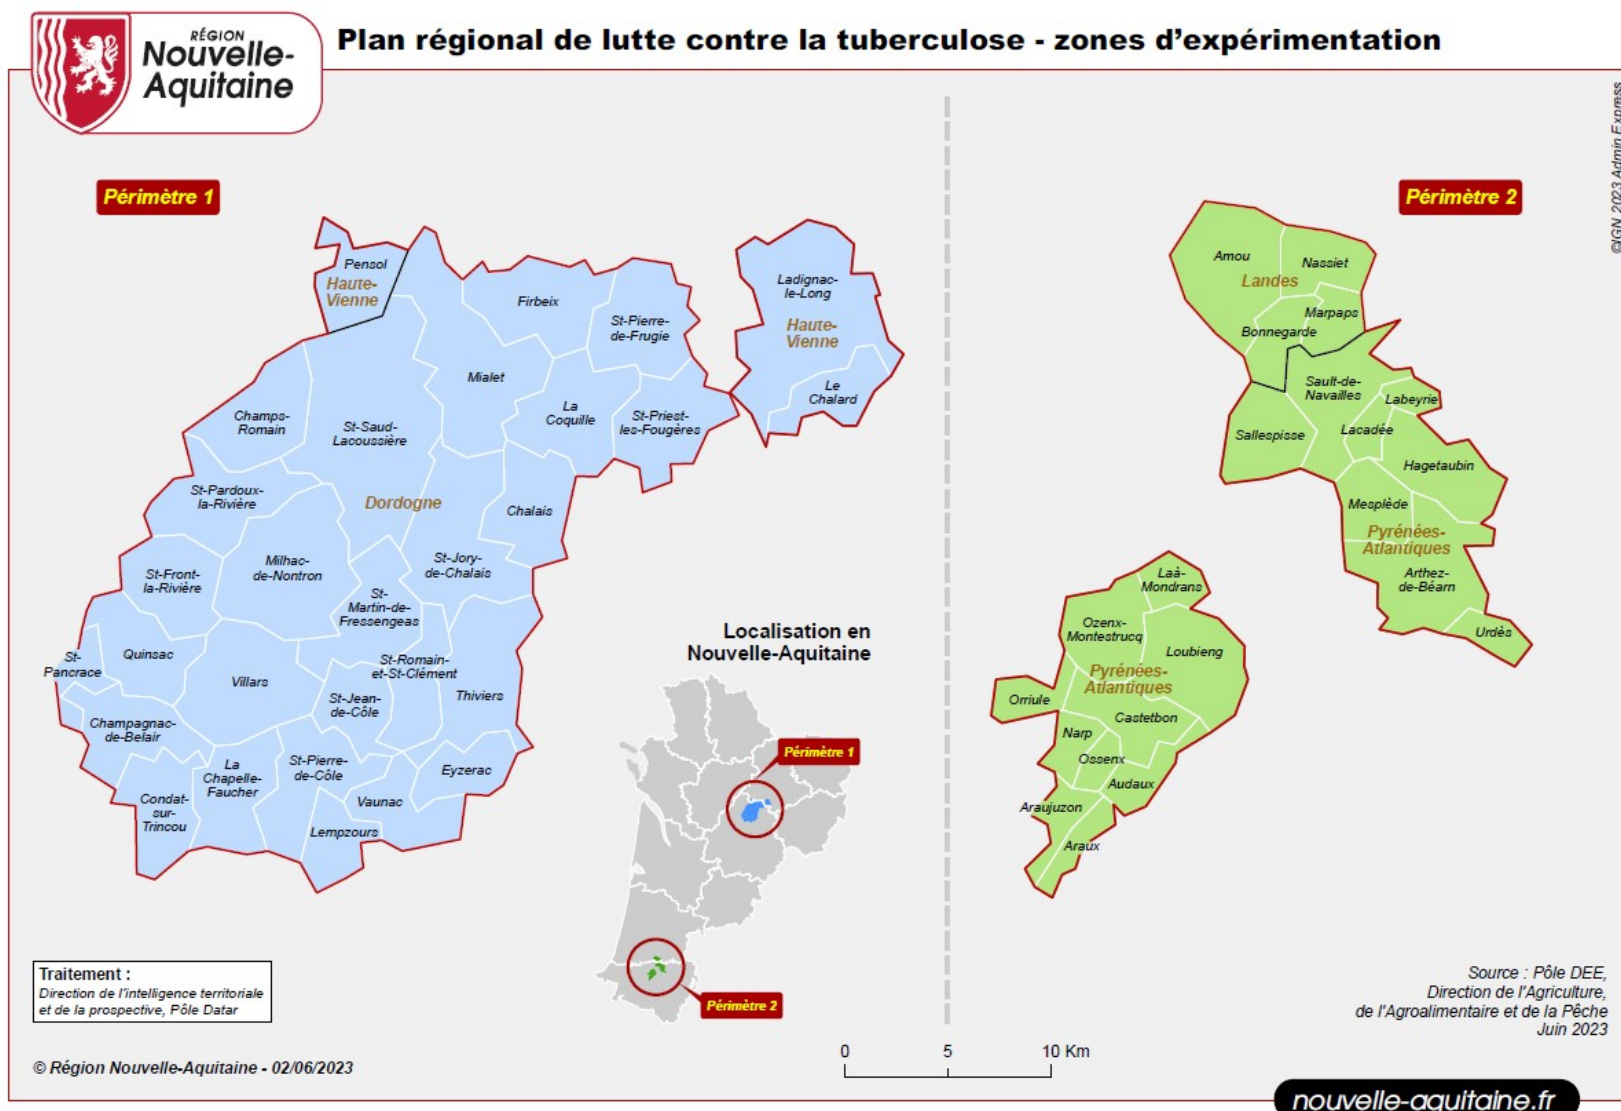 RÉGION
Nouvelle-
Aquitaine
Plan régional de lutte contre la tuberculose - zones d'expérimentation
©IGN 2023 Admin Express
Périmètre 1
Périmètre 2
Pensol
Haute-
Vienne
Firbeix
St-Pierre-
de-Frugie
Ladignac-
le-Long
Haute-
Vienne
Le
Chalard
Mialet
La
Coquille
St-Priest-
les-Fougères
Champs-
Romain
St-Saud-
Lacoussière
St-Pardoux-
la-Rivière
Dordogne
Chalais
Milhac-
de-Nontron
St-Jory-
de-Chalais
St-Front-
la-Rivière
St-
Martin-de-
Fressengeas
St-
Pancrace
Quinsac
Villars
St-Romain-
et-St-Clément
St-Jean-
de-Côle
Thiviers
Champagnac-
de-Belair
La
Chapelle-
Faucher
St-Pierre-
de-Côle
Eyzerac
Condat-
sur-
Trincou
Vaunac
Lempzours
Amou
Nassiet
Landes
Marpaps
Bonnegarde
Sault-de-
Navailles
Labeyrie
Sallespisse
Lacadée
Hagetaubin
Mesplède
Pyrénées-
Atlantiques
Arthez-
de-Béarn
Urdès
Laà-
Mondrans
Ozenx-
Montestrucq
Loubieng
Pyrénées-
Atlantiques
Orriule
Castetbon
Narp
Ossenx
Audaux
Araujuzon
Araux
Localisation en
Nouvelle-Aquitaine
Périmètre 1
Périmètre 2
Traitement :
Direction de l'intelligence territoriale
et de la prospective, Pôle Datar
© Région Nouvelle-Aquitaine - 02/06/2023
0 5 10 Km
Source : Pôle DEE,
Direction de l'Agriculture,
de l'Agroalimentaire et de la Pêche
Juin 2023
nouvelle-aquitaine.fr